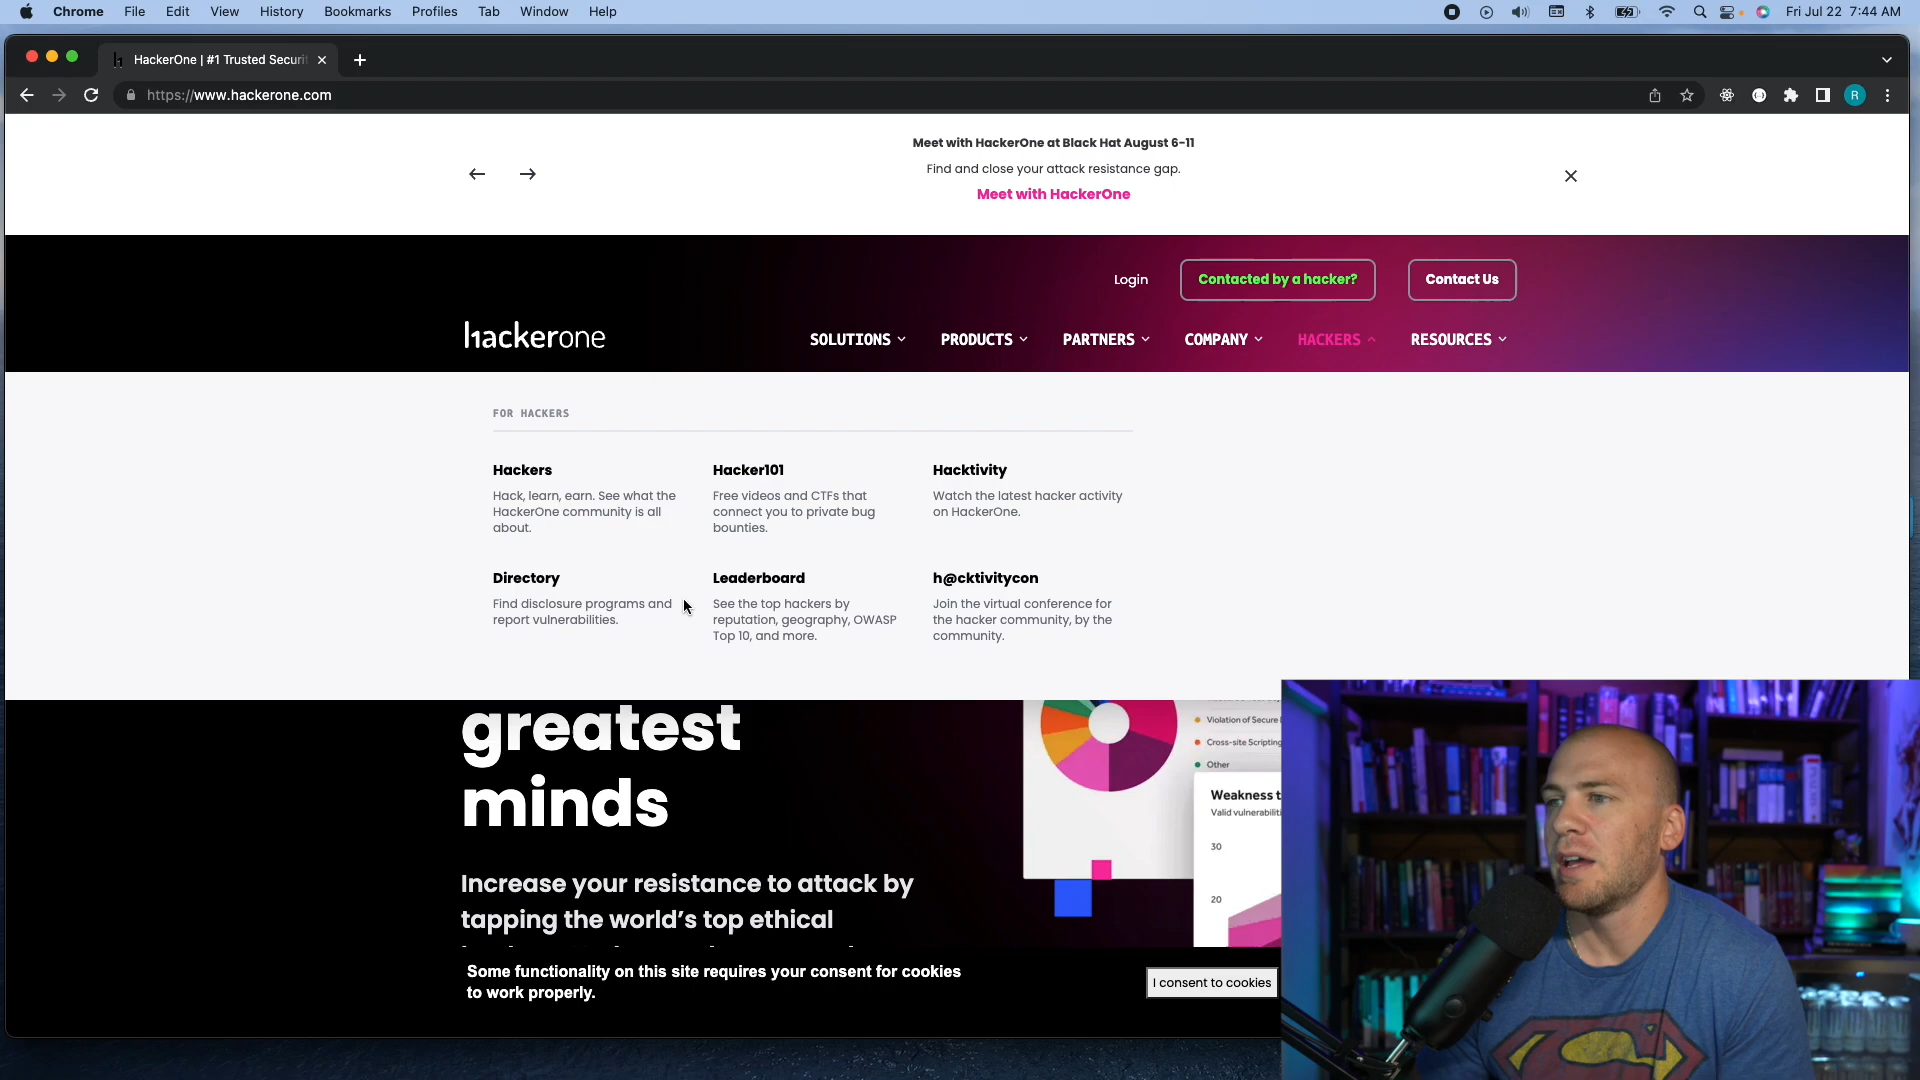 Chrome File Edit View History Bookmarks Profiles Tab Window Help Fri Jul 22 7:44 AM
HackerOne | #1 Trusted Securi
https://www.hackerone.com
R
Meet with HackerOne at Black Hat August 6-11
Find and close your attack resistance gap.
Meet with HackerOne
Login Contacted by a hacker? Contact Us
hackerone
SOLUTIONS PRODUCTS PARTNERS COMPANY HACKERS RESOURCES
FOR HACKERS
Hackers
Hack, learn, earn. See what the
HackerOne community is all
about.
Hacker101
Free videos and CTFs that
connect you to private bug
bounties.
Hacktivity
Watch the latest hacker activity
on HackerOne.
Directory
Find disclosure programs and
report vulnerabilities.
Leaderboard
See the top hackers by
reputation, geography, OWASP
Top 10, and more.
h@cktivitycon
Join the virtual conference for
the hacker community, by the
community.
greatest
minds
Increase your resistance to attack by
tapping the world's top ethical
Violation of Secure
Cross-site Scripting
Other
Weakness t
Valid vulnerabiliti
30
20
Some functionality on this site requires your consent for cookies
to work properly.
I consent to cookies